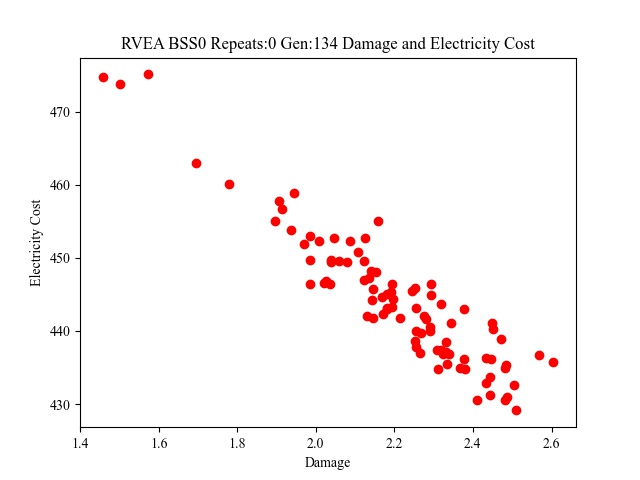 RVEA BSS0 Repeats:0 Gen:134 Damage and Electricity Cost
Electricity Cost
470
460
450
440
430
1.4 1.6 1.8 2.0 2.2 2.4 2.6
Damage